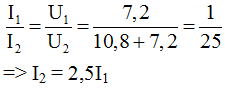 I₁/I₂ = U₁/U₂ = 7,2/(10,8 + 7,2) = 1/25
=> I₂ = 2,5I₁